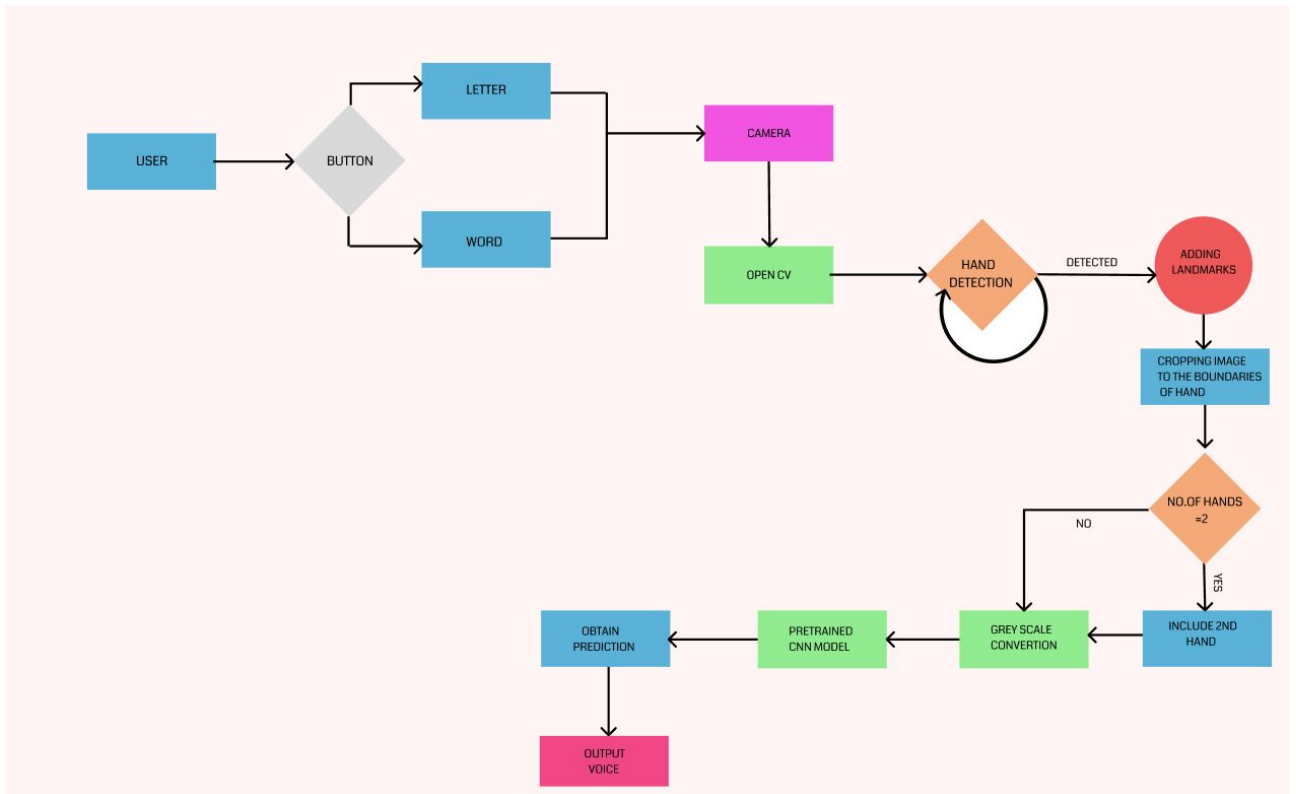 USER
BUTTON
LETTER
WORD
CAMERA
OPEN CV
HAND
DETECTION
DETECTED
ADDING
LANDMARKS
CROPPING IMAGE
TO THE BOUNDARIES
OF HAND
NO.OF HANDS
=2
NO
YES
INCLUDE 2ND
HAND
GREY SCALE
CONVERTION
PRETRAINED
CNN MODEL
OBTAIN
PREDICTION
OUTPUT
VOICE